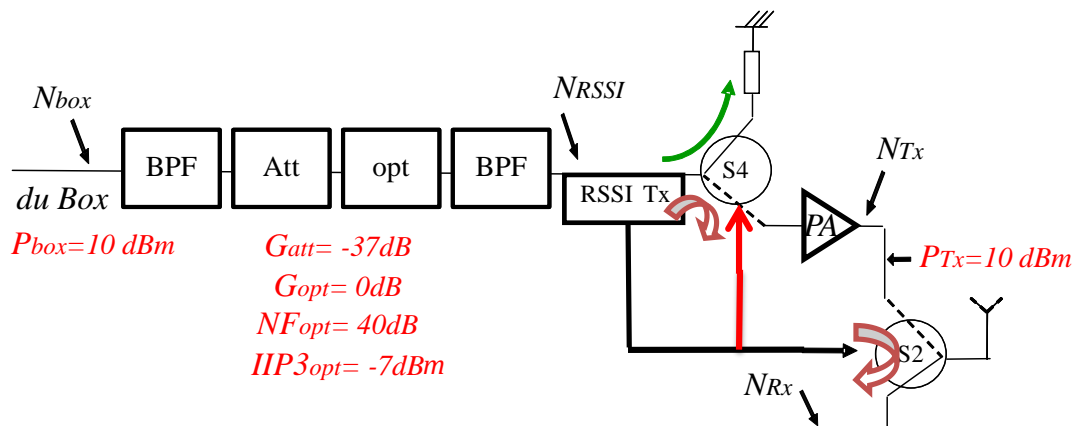 Nbox
NRSSI
NTx
BPF
Att
opt
BPF
S4
RSSI Tx
PA
du Box
Pbox=10 dBm
Gatt= -37dB
Gopt= 0dB
NFopt= 40dB
IIP3opt= -7dBm
PTx=10 dBm
S2
NRx